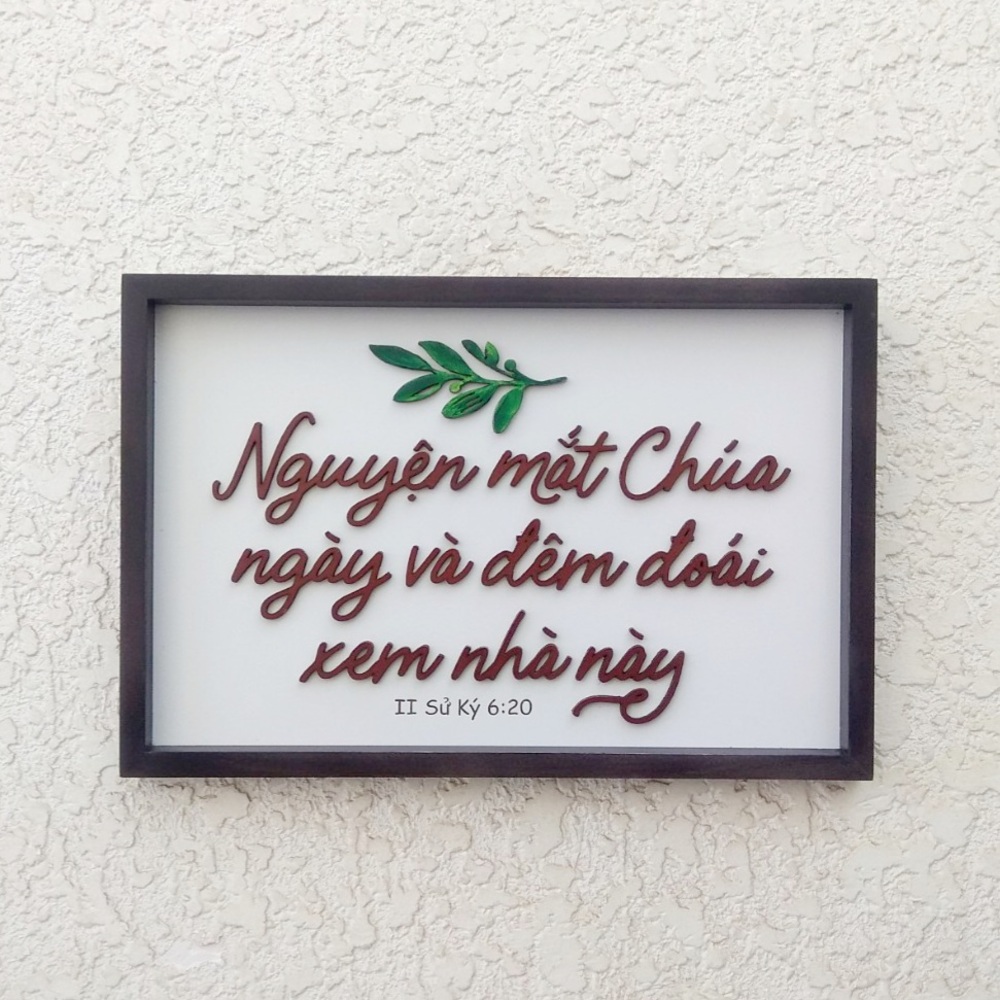 Nguyện mắt Chúa
ngày và đêm đoái
xem nhà này
II Sử Ký 6:20